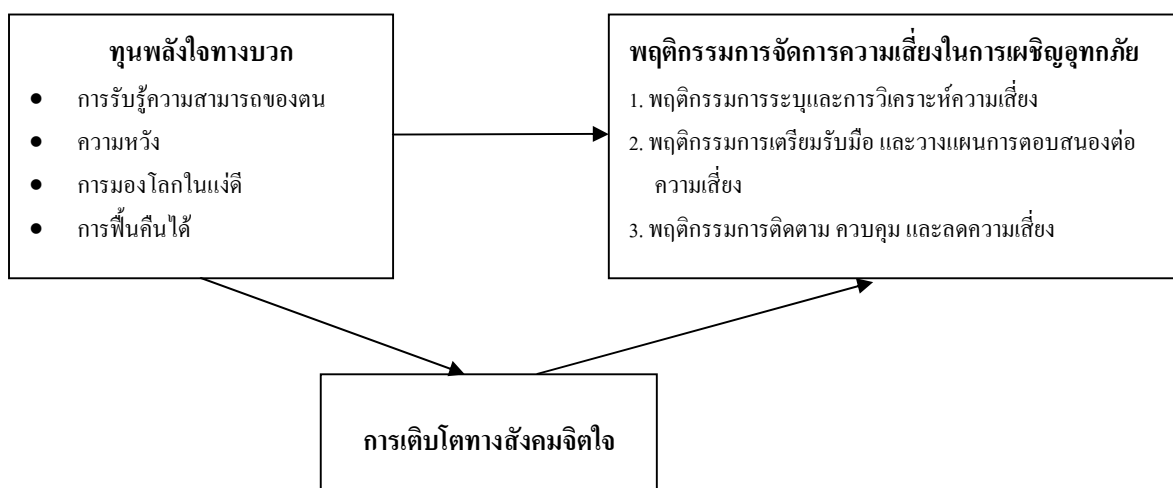 ทุนพลังใจทางบวก
● การรับรู้ความสามารถของตน
● ความหวัง
● การมองโลกในแง่ดี
● การฟื้นคืนได้
พฤติกรรมการจัดการความเสี่ยงในการเผชิญอุทกภัย
1. พฤติกรรมการระบุและการวิเคราะห์ความเสี่ยง
2. พฤติกรรมการเตรียมรับมือ และวางแผนการตอบสนองต่อ
ความเสี่ยง
3. พฤติกรรมการติดตาม ควบคุม และลดความเสี่ยง
การเติบโตทางสังคมจิตใจ